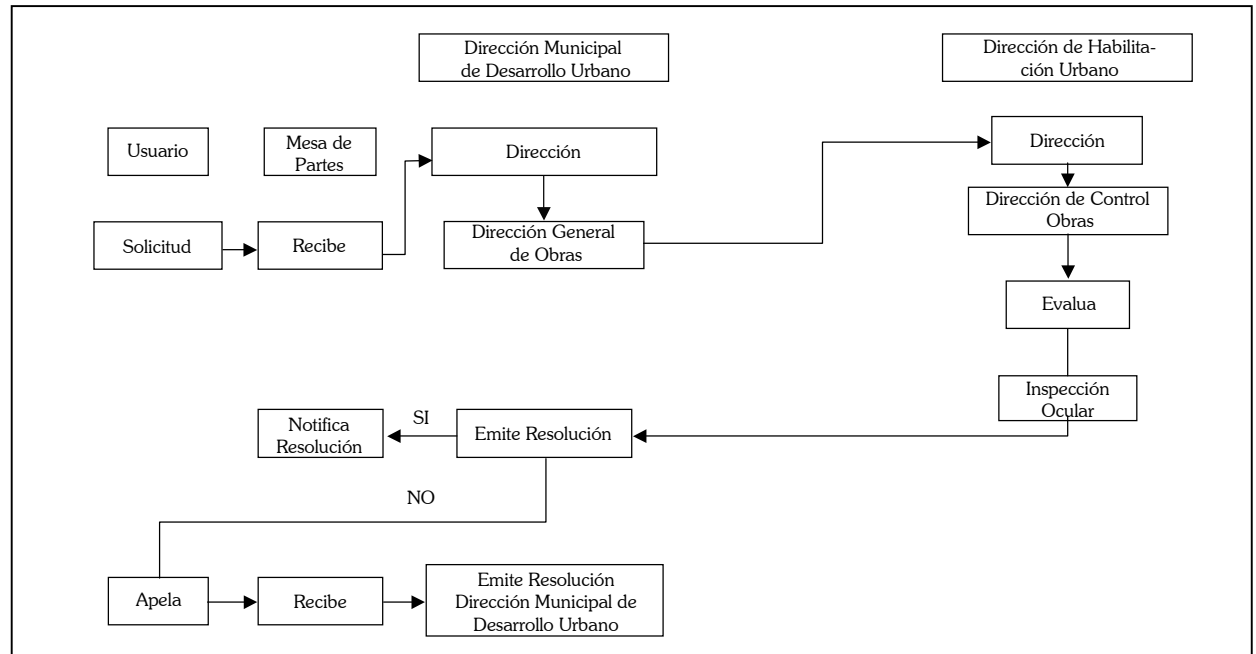 Dirección Municipal
de Desarrollo Urbano
Dirección de Habilita-
ción Urbano
Usuario
Mesa de
Partes
Dirección
Dirección
Solicitud
Recibe
Dirección General
de Obras
Dirección de Control
Obras
Evalua
Inspección
Ocular
Notifica
Resolución
SI
Emite Resolución
NO
Apela
Recibe
Emite Resolución
Dirección Municipal de
Desarrollo Urbano